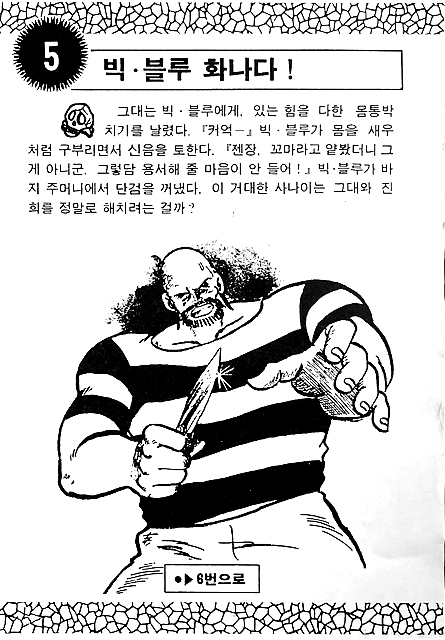 5
빅·블루 화나다!
그대는 빅·블루에게, 있는 힘을 다한 몸통박
치기를 날렸다. 『커억-』 빅·블루가 몸을 새우
처럼 구부리면서 신음을 토한다. 『젠장, 꼬마라고 얕봤더니 그
게 아니군. 그렇담 용서해 줄 마음이 안 들어!』 빅·블루가 바
지 주머니에서 단검을 꺼냈다. 이 거대한 사나이는 그대와 진
희를 정말로 해치려는 걸까?
●▶6번으로